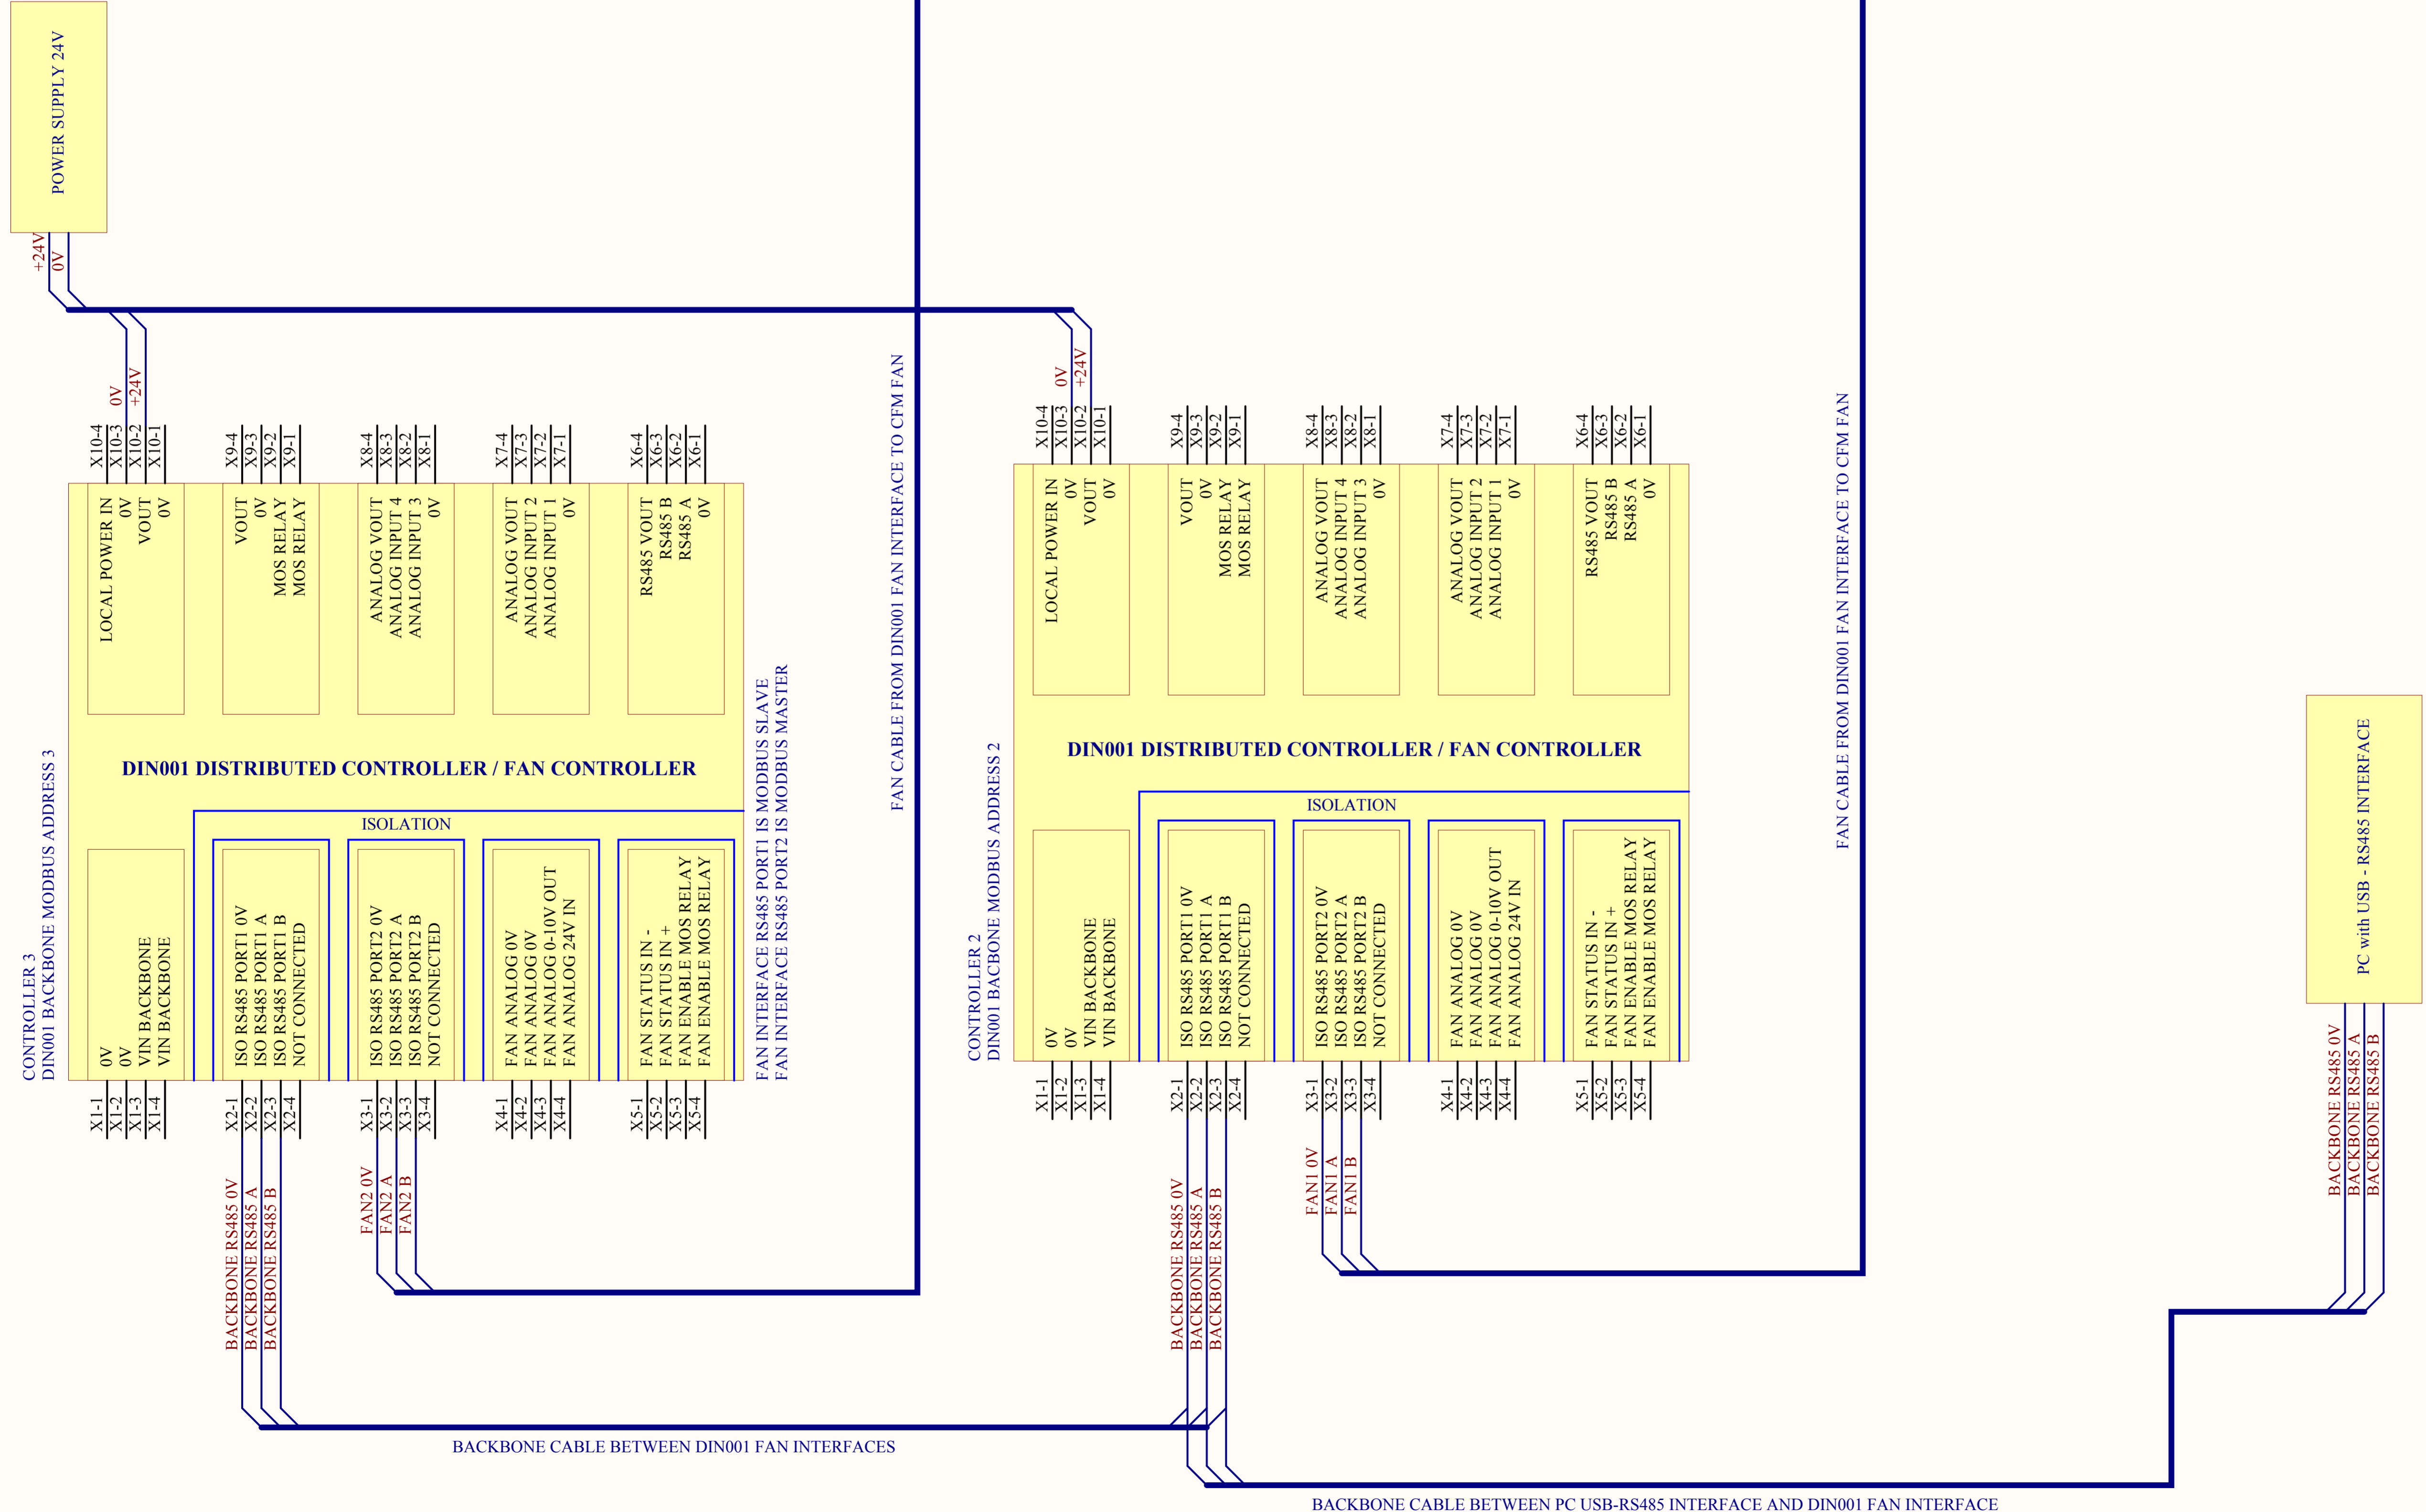 POWER SUPPLY 24V
+24V
0V
0V
+24V
X10-4
X10-3
X10-2
X10-1
X9-4
X9-3
X9-2
X9-1
X8-4
X8-3
X8-2
X8-1
X7-4
X7-3
X7-2
X7-1
X6-4
X6-3
X6-2
X6-1
LOCAL POWER IN
0V
VOUT
0V
VOUT
0V
MOS RELAY
MOS RELAY
ANALOG VOUT
ANALOG INPUT 4
ANALOG INPUT 3
0V
ANALOG VOUT
ANALOG INPUT 2
ANALOG INPUT 1
0V
RS485 VOUT
RS485 B
RS485 A
0V
DIN001 DISTRIBUTED CONTROLLER / FAN CONTROLLER
ISOLATION
CONTROLLER 3
DIN001 BACKBONE MODBUS ADDRESS 3
0V
0V
VIN BACKBONE
VIN BACKBONE
ISO RS485 PORT1 0V
ISO RS485 PORT1 A
ISO RS485 PORT1 B
NOT CONNECTED
ISO RS485 PORT2 0V
ISO RS485 PORT2 A
ISO RS485 PORT2 B
NOT CONNECTED
FAN ANALOG 0V
FAN ANALOG 0V
FAN ANALOG 0-10V OUT
FAN ANALOG 24V IN
FAN STATUS IN -
FAN STATUS IN +
FAN ENABLE MOS RELAY
FAN ENABLE MOS RELAY
FAN INTERFACE RS485 PORT1 IS MODBUS SLAVE
FAN INTERFACE RS485 PORT2 IS MODBUS MASTER
X1-1
X1-2
X1-3
X1-4
X2-1
X2-2
X2-3
X2-4
X3-1
X3-2
X3-3
X3-4
X4-1
X4-2
X4-3
X4-4
X5-1
X5-2
X5-3
X5-4
BACKBONE RS485 0V
BACKBONE RS485 A
BACKBONE RS485 B
FAN2 0V
FAN2 A
FAN2 B
FAN CABLE FROM DIN001 FAN INTERFACE TO CFM FAN
BACKBONE CABLE BETWEEN DIN001 FAN INTERFACES
0V
+24V
X10-4
X10-3
X10-2
X10-1
X9-4
X9-3
X9-2
X9-1
X8-4
X8-3
X8-2
X8-1
X7-4
X7-3
X7-2
X7-1
X6-4
X6-3
X6-2
X6-1
LOCAL POWER IN
0V
VOUT
0V
VOUT
0V
MOS RELAY
MOS RELAY
ANALOG VOUT
ANALOG INPUT 4
ANALOG INPUT 3
0V
ANALOG VOUT
ANALOG INPUT 2
ANALOG INPUT 1
0V
RS485 VOUT
RS485 B
RS485 A
0V
DIN001 DISTRIBUTED CONTROLLER / FAN CONTROLLER
ISOLATION
CONTROLLER 2
DIN001 BACBONE MODBUS ADDRESS 2
0V
0V
VIN BACKBONE
VIN BACKBONE
ISO RS485 PORT1 0V
ISO RS485 PORT1 A
ISO RS485 PORT1 B
NOT CONNECTED
ISO RS485 PORT2 0V
ISO RS485 PORT2 A
ISO RS485 PORT2 B
NOT CONNECTED
FAN ANALOG 0V
FAN ANALOG 0V
FAN ANALOG 0-10V OUT
FAN ANALOG 24V IN
FAN STATUS IN -
FAN STATUS IN +
FAN ENABLE MOS RELAY
FAN ENABLE MOS RELAY
X1-1
X1-2
X1-3
X1-4
X2-1
X2-2
X2-3
X2-4
X3-1
X3-2
X3-3
X3-4
X4-1
X4-2
X4-3
X4-4
X5-1
X5-2
X5-3
X5-4
BACKBONE RS485 0V
BACKBONE RS485 A
BACKBONE RS485 B
FAN1 0V
FAN1 A
FAN1 B
FAN CABLE FROM DIN001 FAN INTERFACE TO CFM FAN
PC with USB - RS485 INTERFACE
BACKBONE RS485 0V
BACKBONE RS485 A
BACKBONE RS485 B
BACKBONE CABLE BETWEEN PC USB-RS485 INTERFACE AND DIN001 FAN INTERFACE